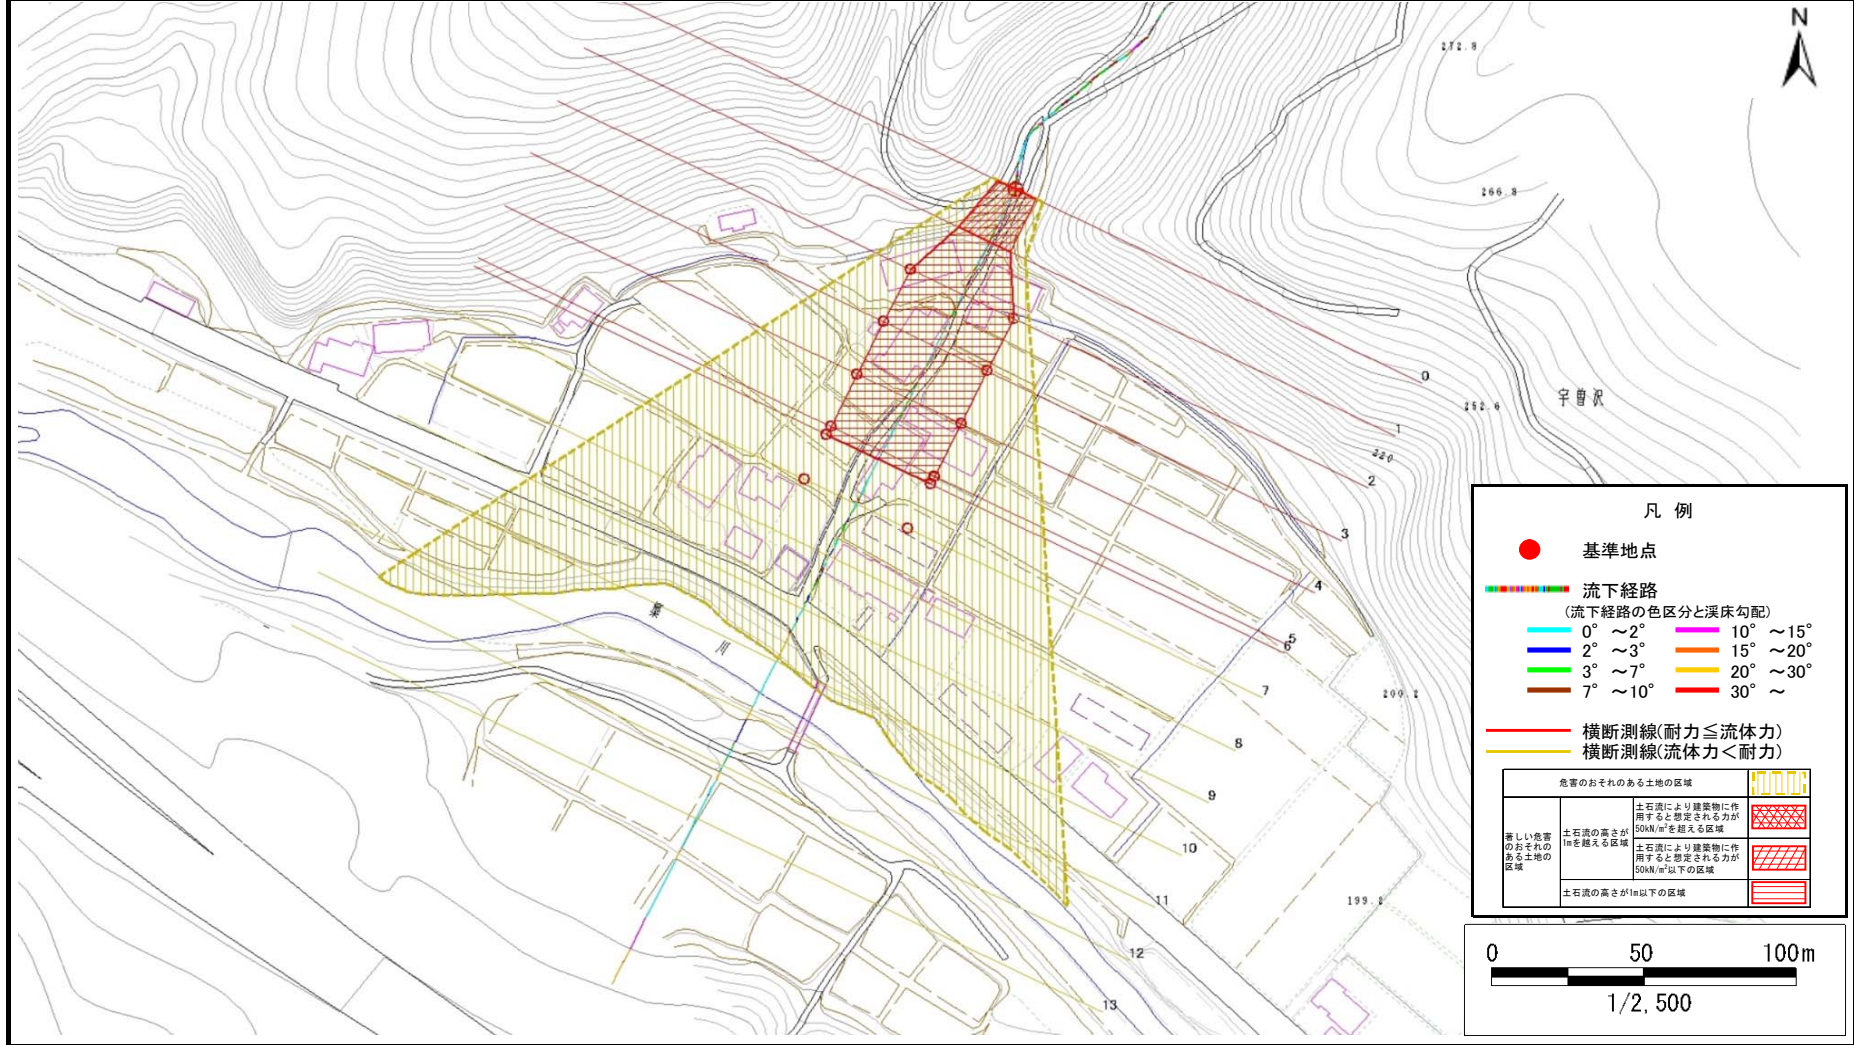 N
272.8
266.8
宇曽沢
252.6
220
200.2
199.2
川
0
1
2
3
4
5
6
7
8
9
10
11
12
13
凡 例
基準地点
流下経路
(流下経路の色区分と渓床勾配)
0° ～2° 10° ～15°
2° ～3° 15° ～20°
3° ～7° 20° ～30°
7° ～10° 30° ～
横断測線(耐力≦流体力)
横断測線(流体力<耐力)
危害のおそれのある土地の区域
著しい危害
のおそれの
ある土地の
区域
土石流の高さが
1mを越える区域
土石流により建築物に作
用すると想定される力が
50kN/m²を超える区域
土石流により建築物に作
用すると想定される力が
50kN/m²以下の区域
土石流の高さが1m以下の区域
0 50 100m
1/2,500